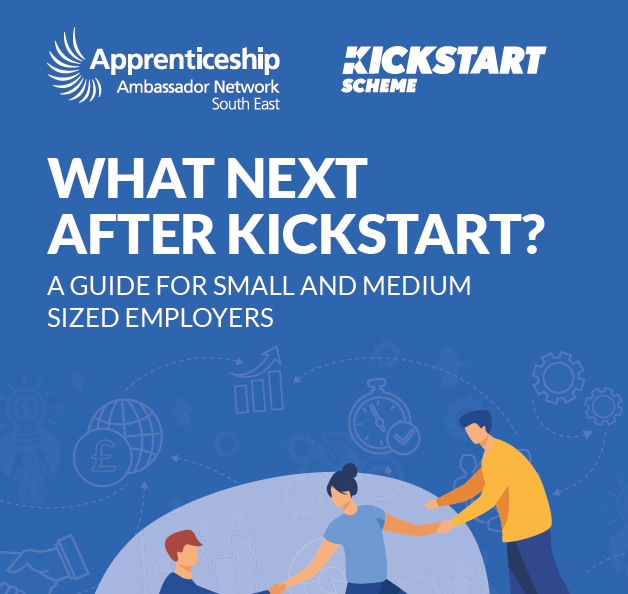 Apprenticeship
Ambassador Network
South East
KICKSTART
SCHEME
WHAT NEXT
AFTER KICKSTART?
A GUIDE FOR SMALL AND MEDIUM
SIZED EMPLOYERS
£